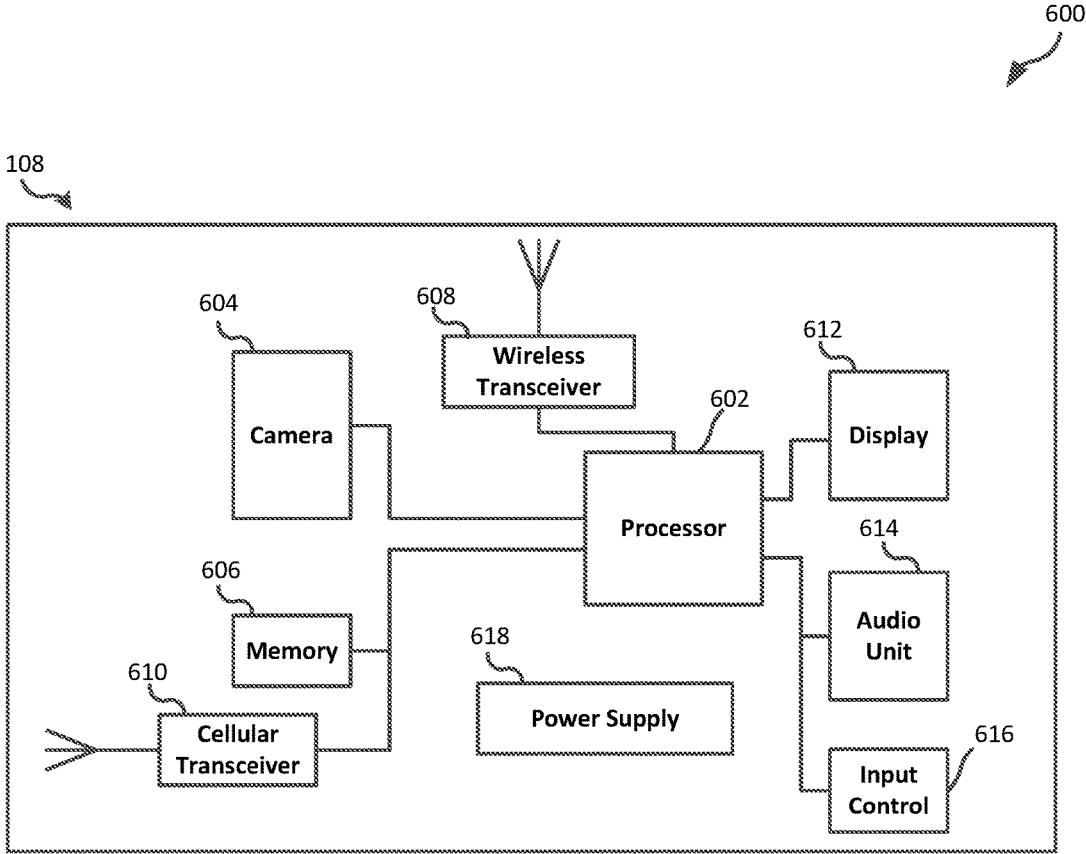 600
108
604
608
612
Wireless
Transceiver
602
Camera
Display
Processor
614
606
Audio
Unit
Memory
618
610
Power Supply
Cellular
Transceiver
616
Input
Control